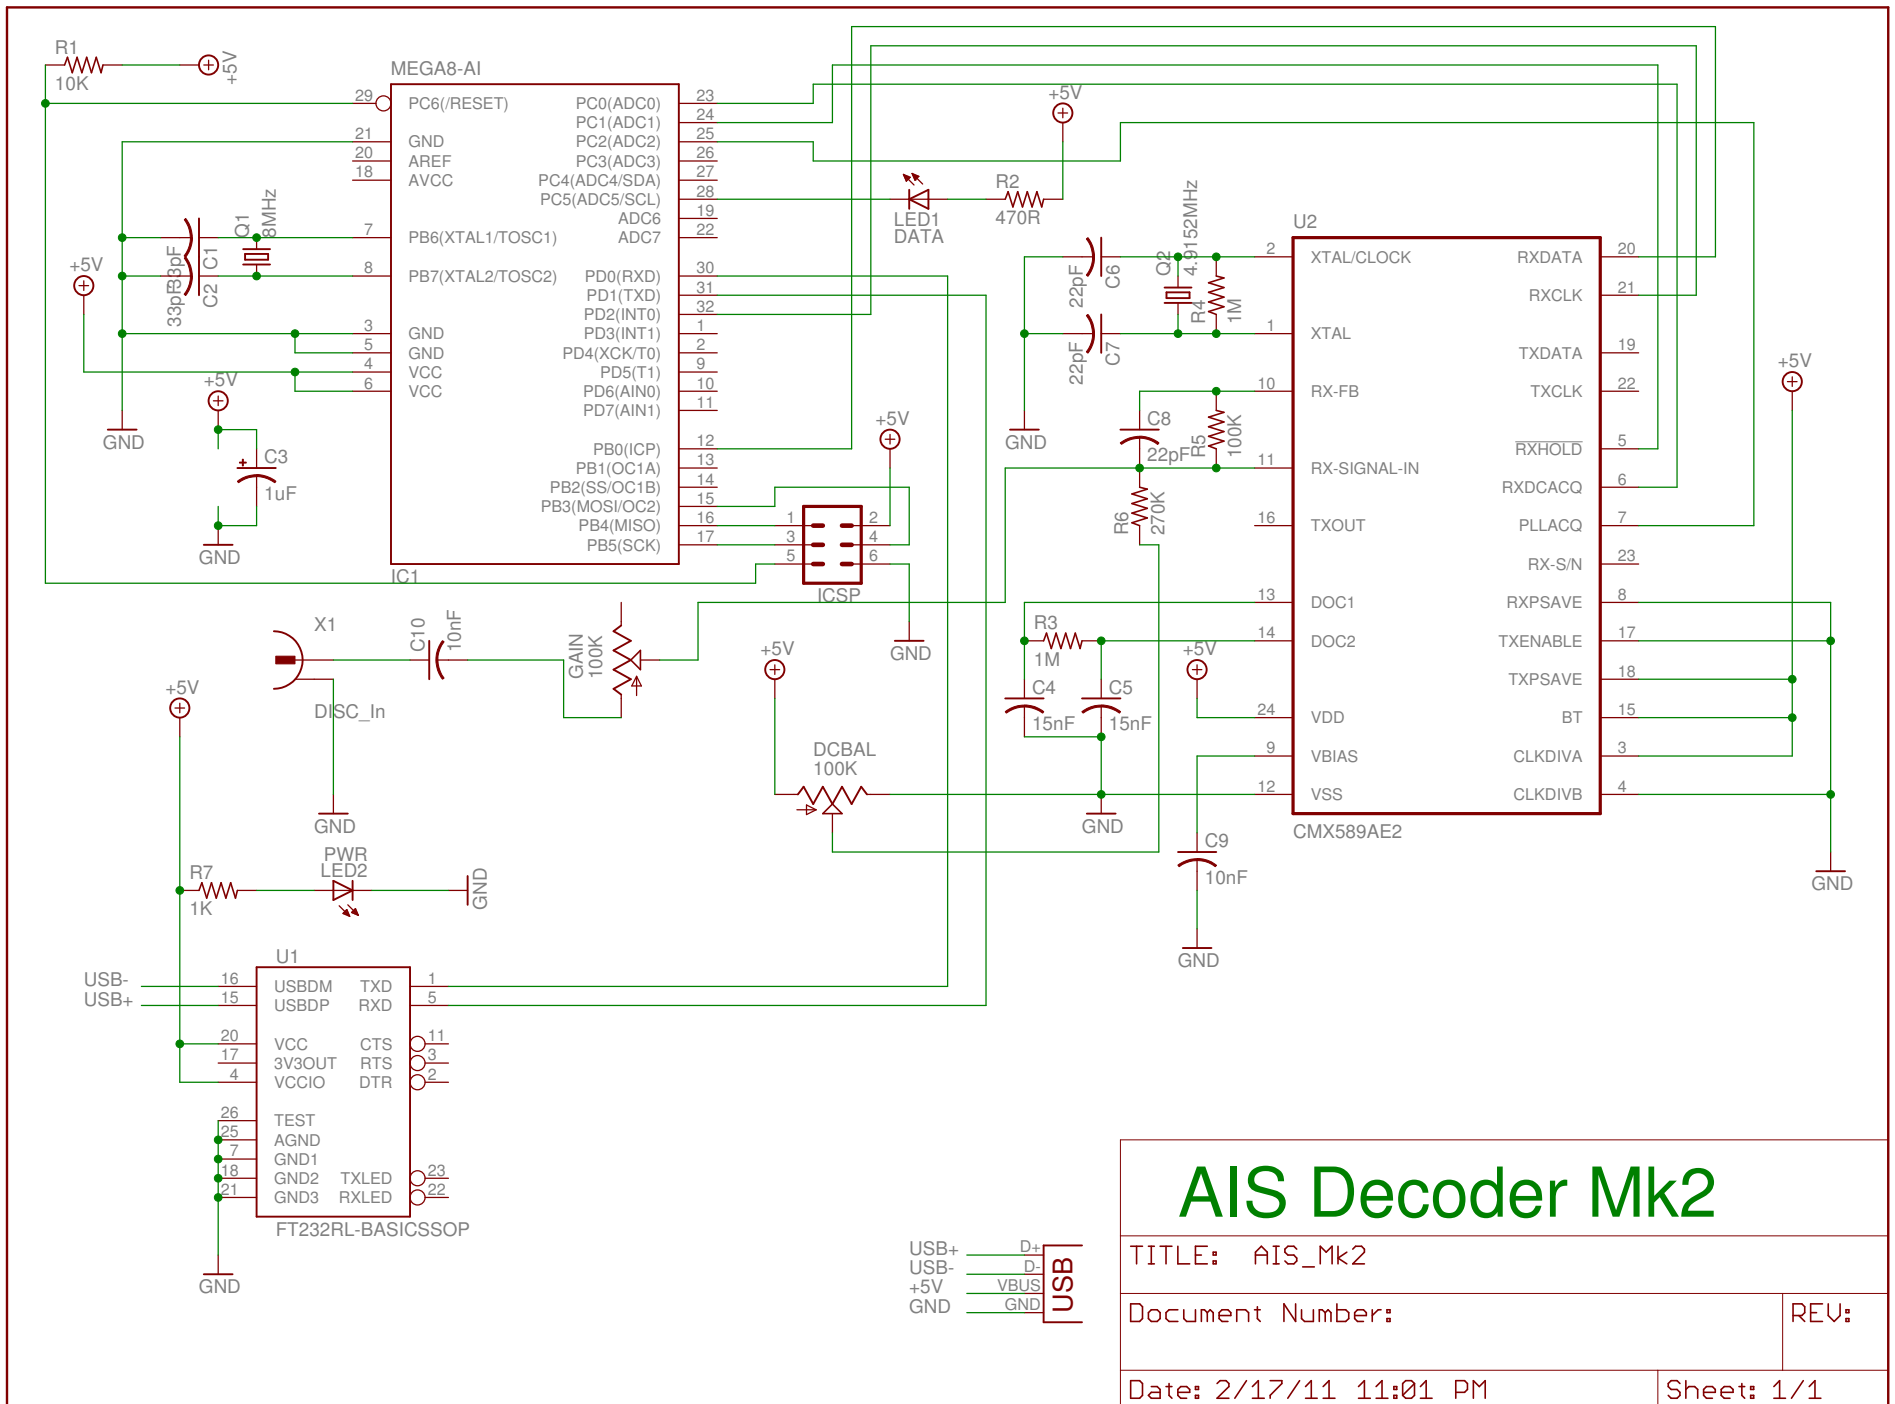 R1
10K
+5V
MEGA8-AI
29 PC6(/RESET)
21 GND
20 AREF
18 AVCC
7 PB6(XTAL1/TOSC1)
8 PB7(XTAL2/TOSC2)
3 GND
5 GND
4 VCC
6 VCC
PC0(ADC0) 23
PC1(ADC1) 24
PC2(ADC2) 25
PC3(ADC3) 26
PC4(ADC4/SDA) 27
PC5(ADC5/SCL) 28
ADC6 19
ADC7 22
PD0(RXD) 30
PD1(TXD) 31
PD2(INT0) 32
PD3(INT1) 1
PD4(XCK/T0) 2
PD5(T1) 9
PD6(AIN0) 10
PD7(AIN1) 11
PB0(ICP) 12
PB1(OC1A) 13
PB2(SS/OC1B) 14
PB3(MOSI/OC2) 15
PB4(MISO) 16
PB5(SCK) 17
IC1
Q1
8MHz
C1
33pF
C2
33pF
+5V
GND
+5V
C3
1uF
GND
+5V
LED1
DATA
R2
470R
+5V
1 2
3 4
5 6
ICSP
GND
U2
2 XTAL/CLOCK
1 XTAL
10 RX-FB
11 RX-SIGNAL-IN
16 TXOUT
13 DOC1
14 DOC2
24 VDD
9 VBIAS
12 VSS
RXDATA 20
RXCLK 21
TXDATA 19
TXCLK 22
RXHOLD 5
RXDCACQ 6
PLLACQ 7
RX-S/N 23
RXPSAVE 8
TXENABLE 17
TXPSAVE 18
BT 15
CLKDIVA 3
CLKDIVB 4
CMX589AE2
+5V
GND
22pF
C6
22pF
C7
Q2
4.9152MHz
R4
1M
GND
C8
22pF
R5
100K
R6
270K
R3
1M
C4
15nF
C5
15nF
+5V
GND
C9
10nF
GND
X1
DISC_In
GND
C10
10nF
GAIN
100K
+5V
DCBAL
100K
+5V
R7
1K
PWR
LED2
GND
U1
USB- 16 USBDM
USB+ 15 USBDP
20 VCC
17 3V3OUT
4 VCCIO
26 TEST
25 AGND
7 GND1
18 GND2
21 GND3
TXD 1
RXD 5
CTS 11
RTS 3
DTR 2
TXLED 23
RXLED 22
FT232RL-BASICSSOP
GND
USB+ D+
USB- D-
+5V VBUS
GND GND
USB
AIS Decoder Mk2
TITLE: AIS_Mk2
Document Number:
REV:
Date: 2/17/11 11:01 PM
Sheet: 1/1